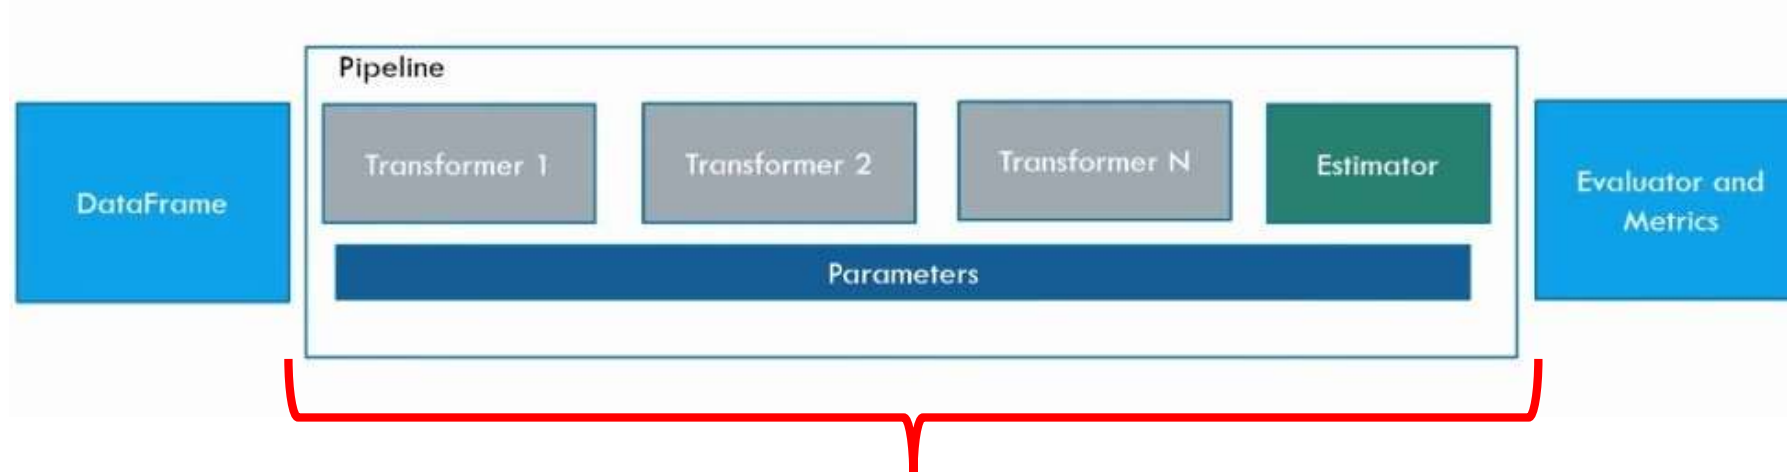 Pipeline
DataFrame
Transformer 1
Transformer 2
Transformer N
Estimator
Parameters
Evaluator and
Metrics